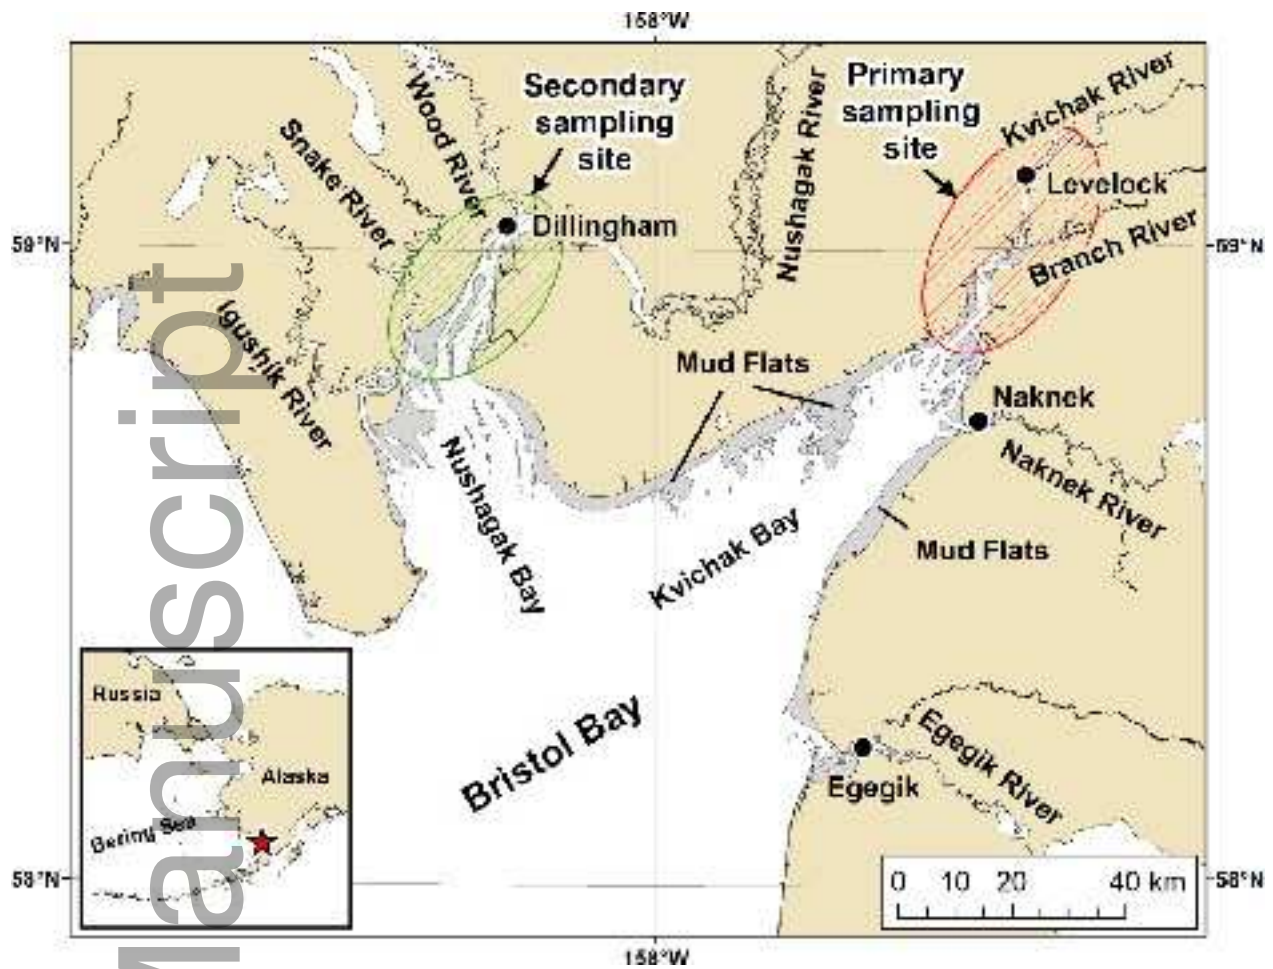 158°W
Secondary
sampling
site
Primary
sampling
site
Wood River
Snake River
Nushagak River
Kvichak River
Levelock
Dillingham
Branch River
59°N
59°N
Igushik River
Mud Flats
Naknek
Naknek River
Nushagak Bay
Kvichak Bay
Mud Flats
Bristol Bay
Egegik
Egegik River
Russia
Alaska
Bering Sea
58°N
58°N
0 10 20 40 km
158°W
Manuscript